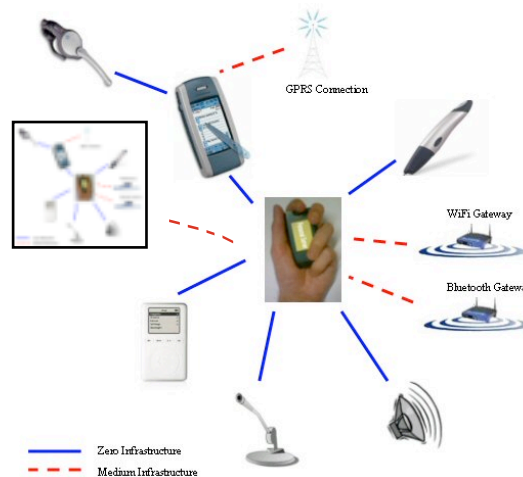 GPRS Connection
WiFi Gateway
Bluetooth Gatew
Zero Infrastructure
Medium Infrastructure